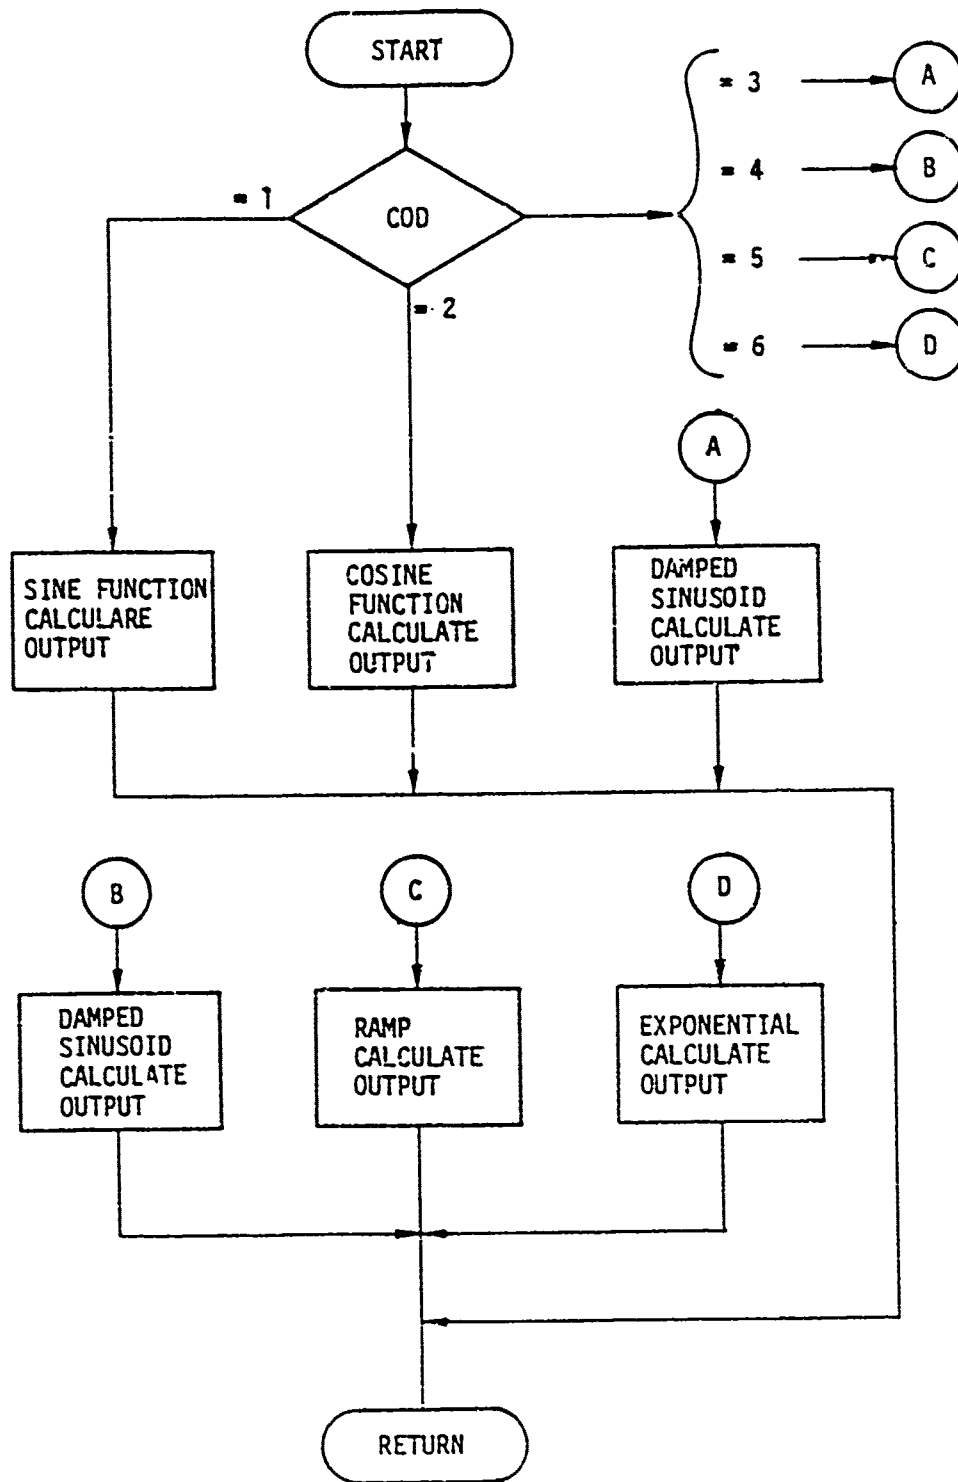 START
COD
= 1
= 2
= 3
A
= 4
B
= 5
C
= 6
D
A
SINE FUNCTION
CALCULARE
OUTPUT
COSINE
FUNCTION
CALCULATE
OUTPUT
DAMPED
SINUSOID
CALCULATE
OUTPUT
B
C
D
DAMPED
SINUSOID
CALCULATE
OUTPUT
RAMP
CALCULATE
OUTPUT
EXPONENTIAL
CALCULATE
OUTPUT
RETURN